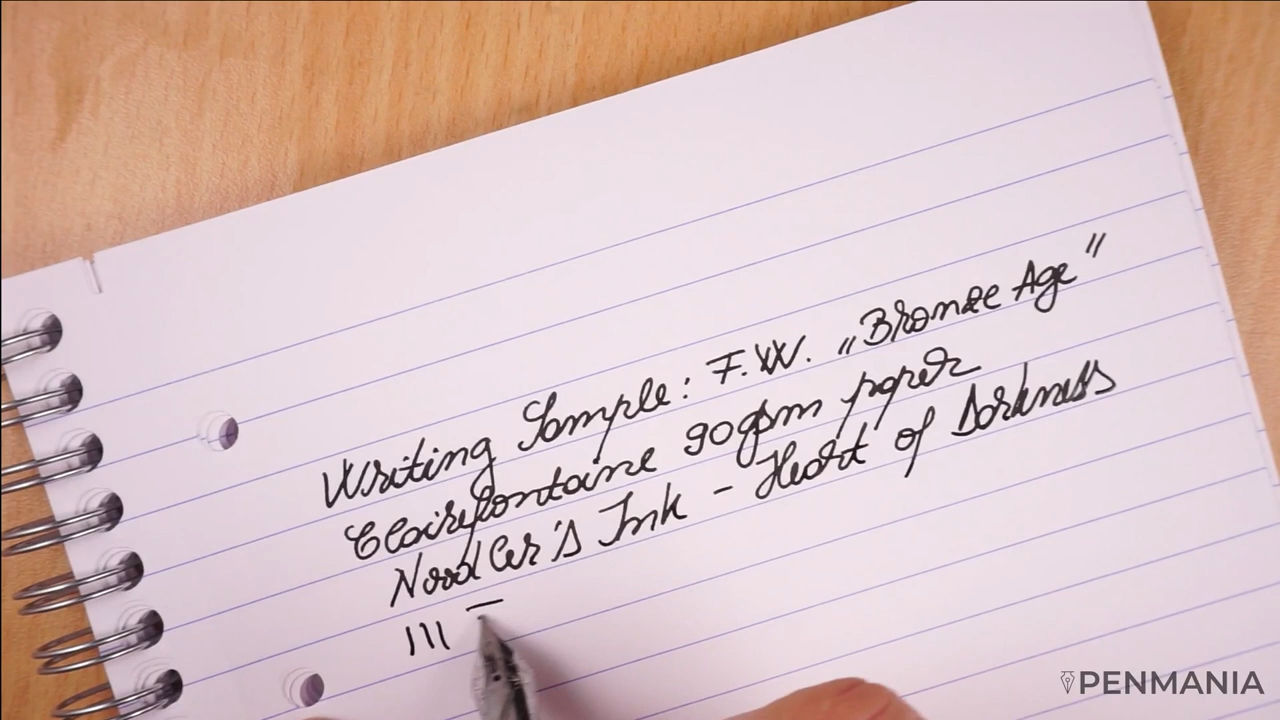 Writing Sample: F.W. „Bronze Age"
Clairefontaine 90gsm paper
Noodler's Ink - Heart of Darkness
PENMANIA